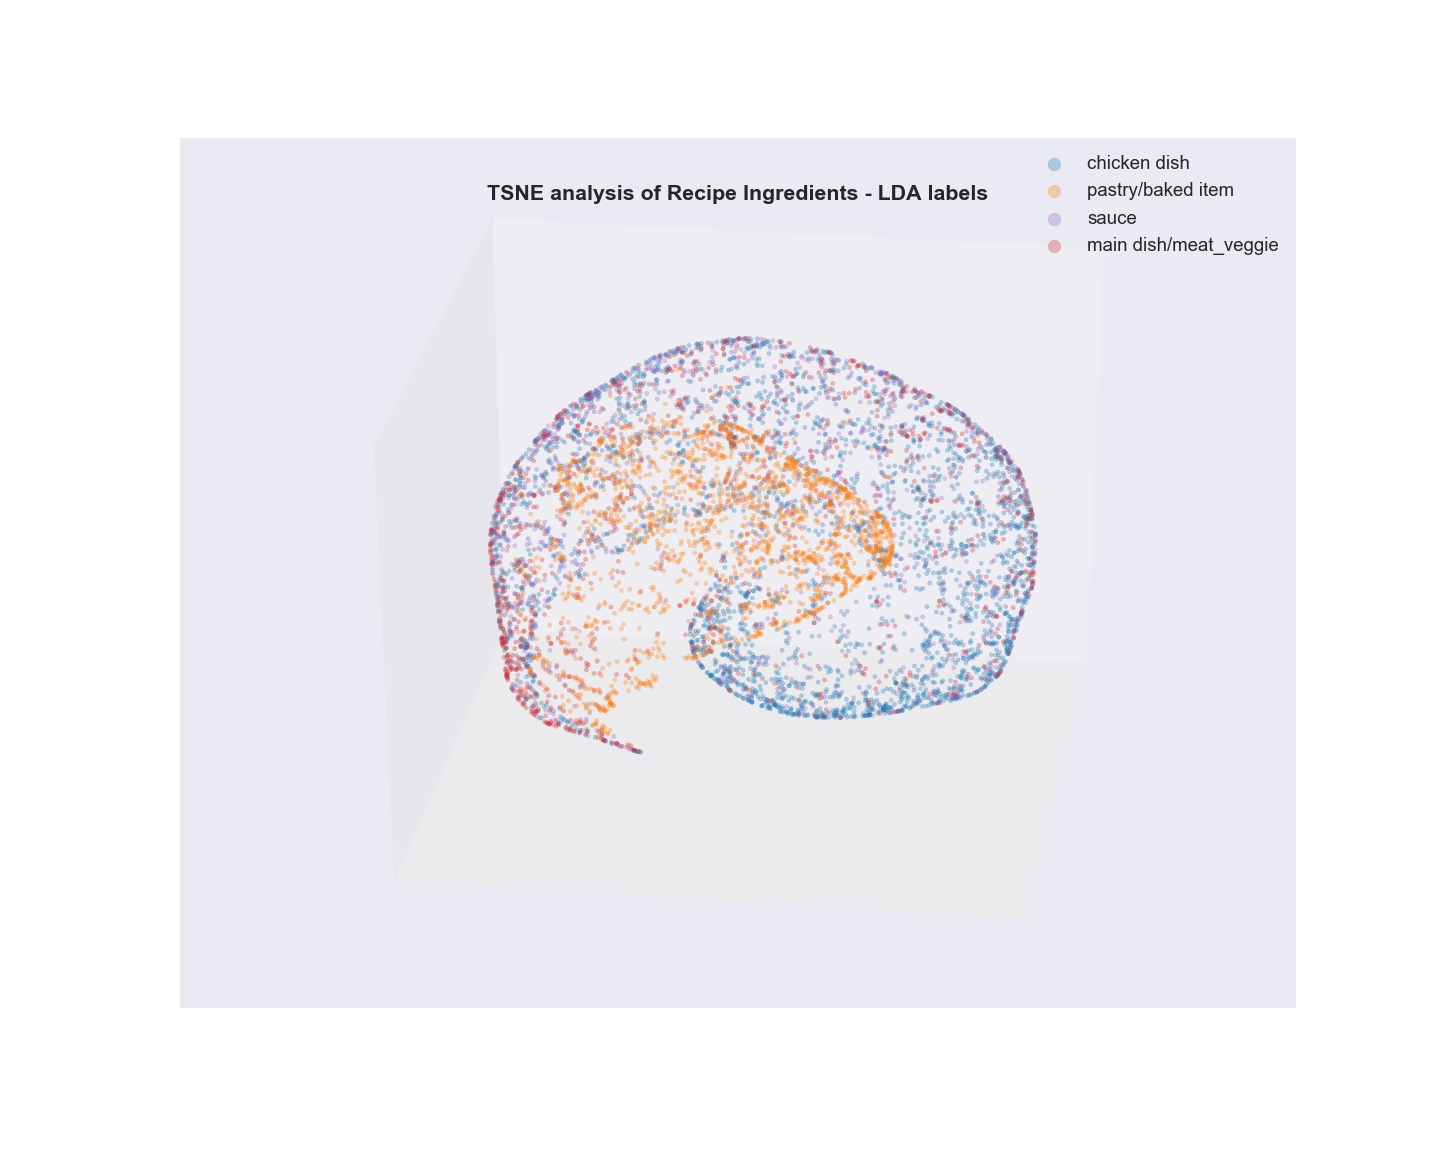 TSNE analysis of Recipe Ingredients - LDA labels
chicken dish
pastry/baked item
sauce
main dish/meat_veggie